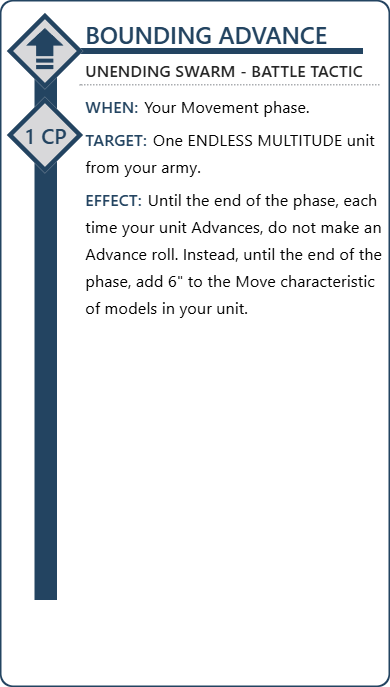 BOUNDING ADVANCE
UNENDING SWARM - BATTLE TACTIC
WHEN: Your Movement phase.
1 CP
TARGET: One ENDLESS MULTITUDE unit
from your army.
EFFECT: Until the end of the phase, each
time your unit Advances, do not make an
Advance roll. Instead, until the end of the
phase, add 6" to the Move characteristic
of models in your unit.